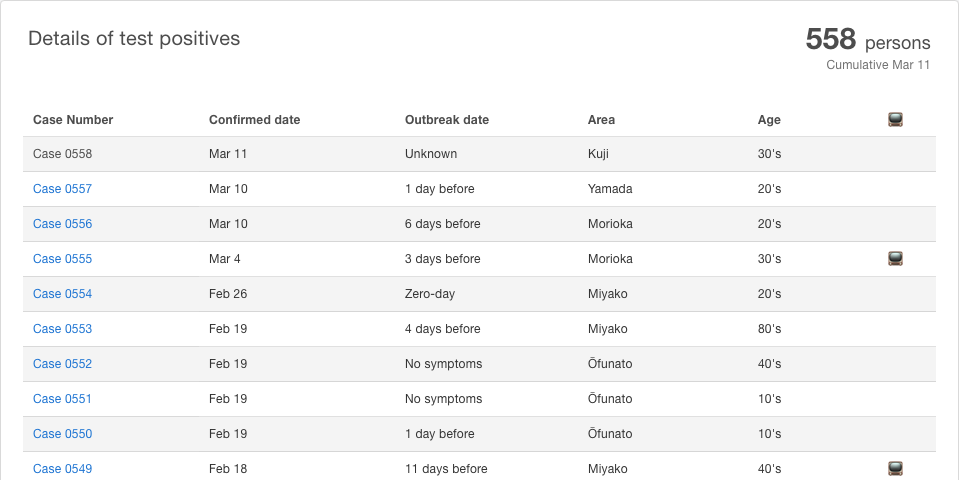 Details of test positives
558 persons
Cumulative Mar 11
Case Number Confirmed date Outbreak date Area Age
Case 0558 Mar 11 Unknown Kuji 30's
Case 0557 Mar 10 1 day before Yamada 20's
Case 0556 Mar 10 6 days before Morioka 20's
Case 0555 Mar 4 3 days before Morioka 30's
Case 0554 Feb 26 Zero-day Miyako 20's
Case 0553 Feb 19 4 days before Miyako 80's
Case 0552 Feb 19 No symptoms Ōfunato 40's
Case 0551 Feb 19 No symptoms Ōfunato 10's
Case 0550 Feb 19 1 day before Ōfunato 10's
Case 0549 Feb 18 11 days before Miyako 40's